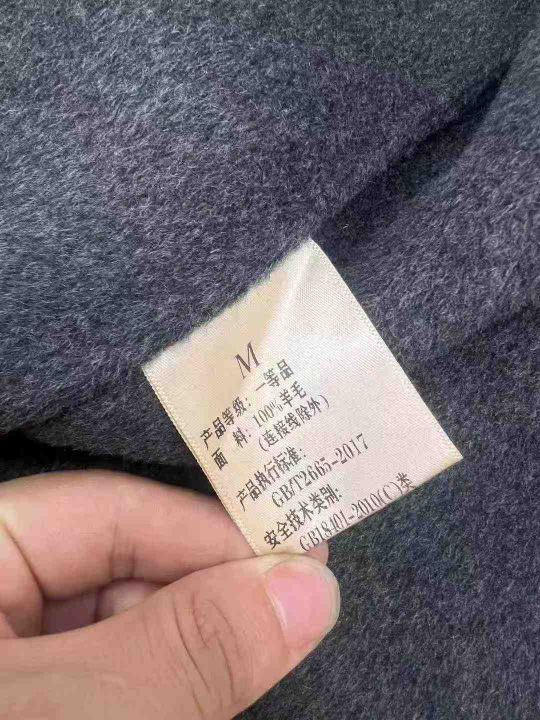 M
产品等级：一等品
面 料：100%羊毛
（连接线除外）
产品执行标准：
GB/T2665-2017
安全技术类别：
GB18401-2010(C)类